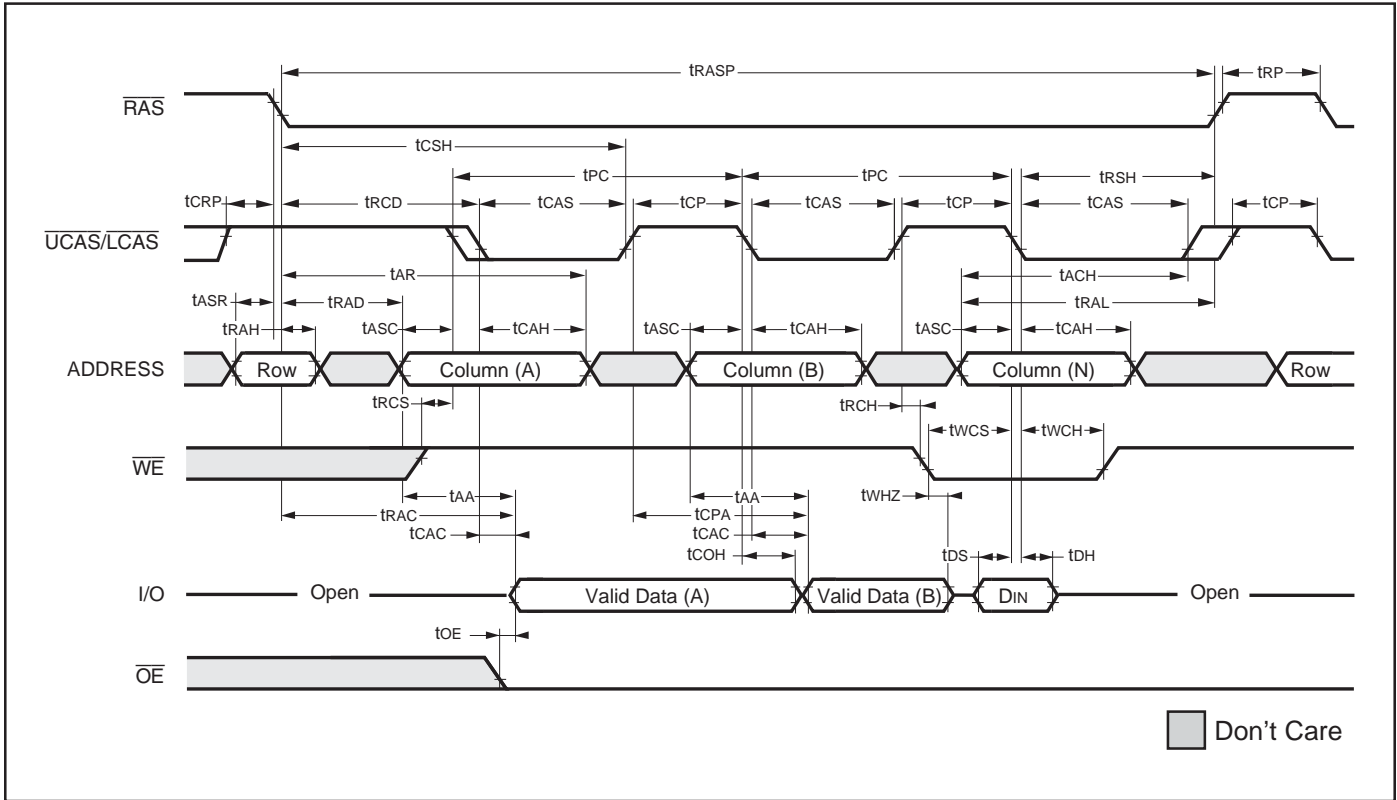 tRASP
tRP
RAS
tCSH
tPC
tPC
tRSH
tCRP
tRCD
tCAS
tCP
tCAS
tCP
tCAS
tCP
UCAS/LCAS
tAR
tACH
tASR
tRAD
tRAL
tRAH
tASC
tCAH
tASC
tCAH
tASC
tCAH
ADDRESS
Row
Column (A)
Column (B)
Column (N)
Row
tRCS
tRCH
tWCS
tWCH
WE
tAA
tAA
tWHZ
tRAC
tCPA
tCAC
tCAC
tCOH
tDS
tDH
I/O
Open
Valid Data (A)
Valid Data (B)
DIN
Open
tOE
OE
Don't Care